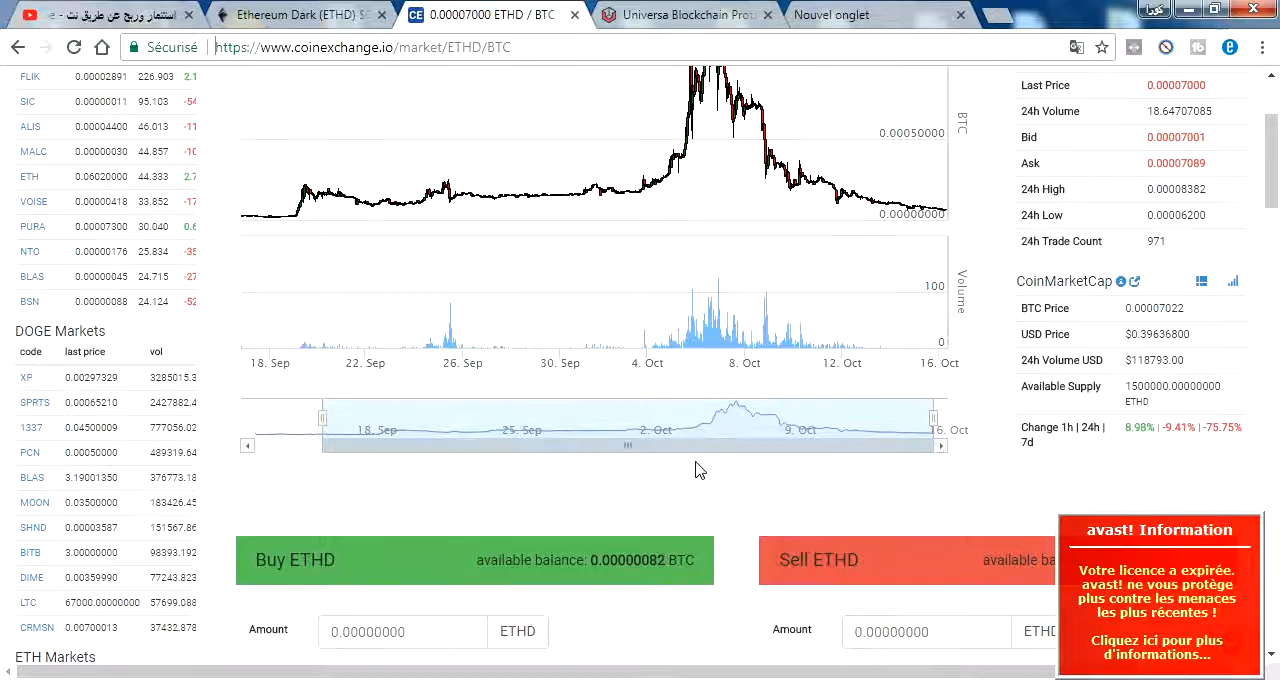 استثمار وربح عن طريق نت - e
Ethereum Dark (ETHD) $
0.00007000 ETHD / BTC
Universa Blockchain Proto
Nouvel onglet
كورا
Sécurisé
https://www.coinexchange.io/market/ETHD/BTC
FLIK 0.00002891 226.903 2.1
SIC 0.00000011 95.103 -54
ALIS 0.00004400 46.013 -11
MALC 0.00000030 44.857 -10
ETH 0.06020000 44.333 2.7
VOISE 0.00000418 33.852 -17
PURA 0.00007300 30.040 0.6
NTO 0.00000176 25.834 -35
BLAS 0.00000045 24.715 -27
BSN 0.00000088 24.124 -52
DOGE Markets
code last price vol
XP 0.00297329 3285015.3
SPRTS 0.00065210 2427882.4
1337 0.04500009 777056.02
PCN 0.00050000 489319.64
BLAS 3.19001350 376773.18
MOON 0.03500000 183426.45
SHND 0.00003587 151567.86
BITB 3.00000000 98393.192
DIME 0.00359990 77243.823
LTC 67000.00000000 57699.088
CRMSN 0.00700013 37432.878
ETH Markets
BTC
0.00050000
0.00000000
Volume
100
0
18. Sep 22. Sep 26. Sep 30. Sep 4. Oct 8. Oct 12. Oct 16. Oct
18. Sep 25. Sep 2. Oct 9. Oct 16. Oct
Buy ETHD available balance: 0.00000082 BTC
Amount 0.00000000 ETHD
Sell ETHD available ba
Amount 0.00000000 ETHD
Last Price 0.00007000
24h Volume 18.64707085
Bid 0.00007001
Ask 0.00007089
24h High 0.00008382
24h Low 0.00006200
24h Trade Count 971
CoinMarketCap
BTC Price 0.00007022
USD Price $0.39636800
24h Volume USD $118793.00
Available Supply 1500000.00000000
ETHD
Change 1h | 24h | 8.98% | -9.41% | -75.75%
7d
avast! Information
Votre licence a expirée.
avast! ne vous protège
plus contre les menaces
les plus récentes !
Cliquez ici pour plus
d'informations...